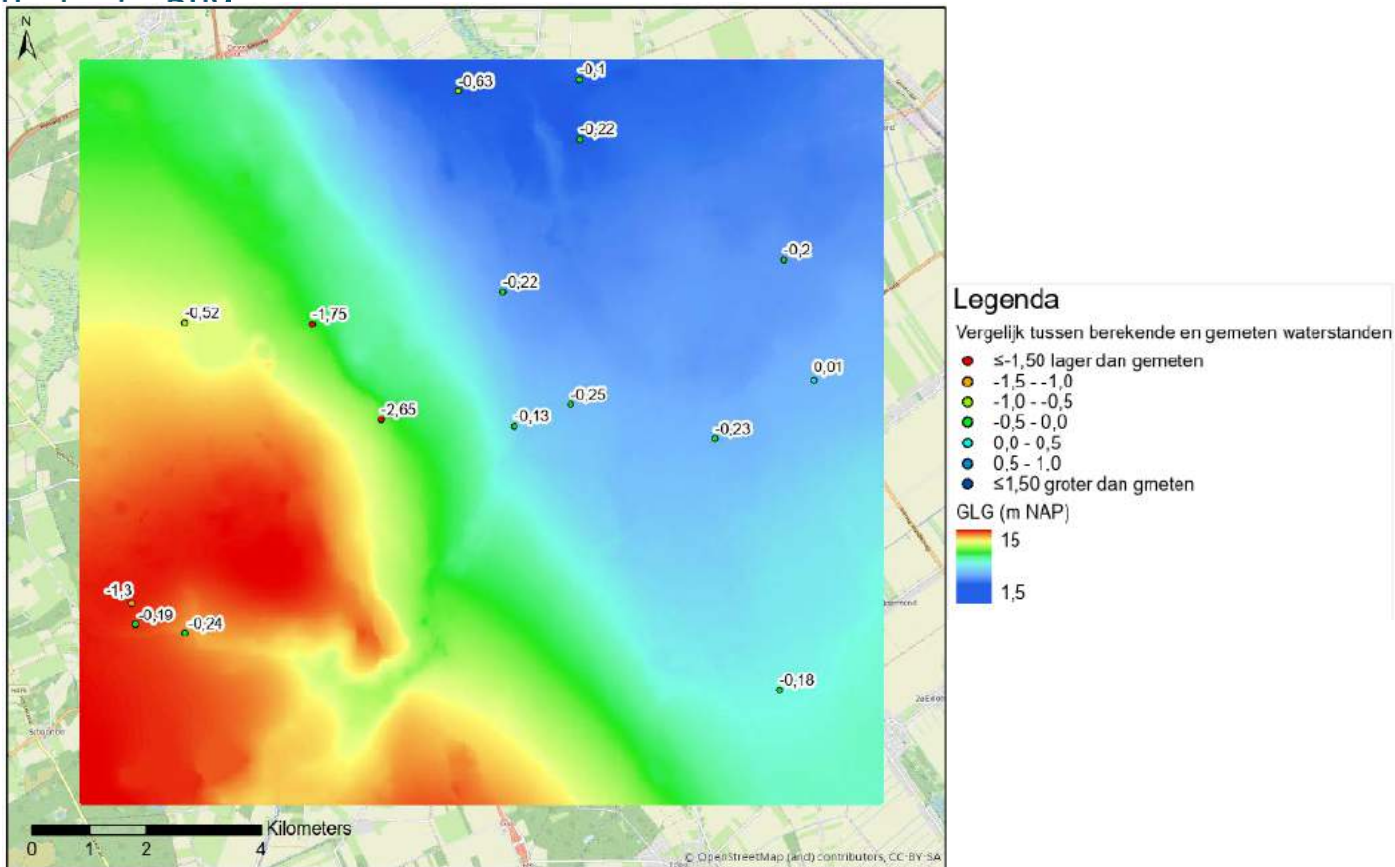 N
-0,63
-0,1
-0,22
-0,2
-0,22
-0,52
-1,75
0,01
-0,25
-2,65
-0,13
-0,23
-1,3
-0,19
-0,24
-0,18
Kilometers
0 1 2 4
© OpenStreetMap (and) contributors, CC-BY-SA
Legenda
Vergelijk tussen berekende en gemeten waterstanden
≤-1,50 lager dan gemeten
-1,5 - -1,0
-1,0 - -0,5
-0,5 - 0,0
0,0 - 0,5
0,5 - 1,0
≤1,50 groter dan gmeten
GLG (m NAP)
15
1,5